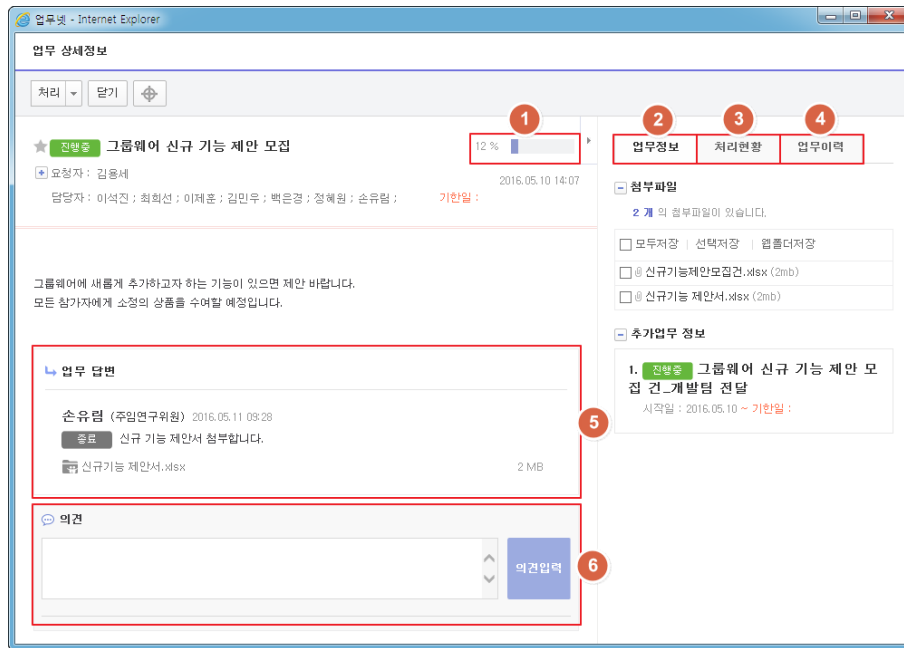 업무넷 - Internet Explorer
업무 상세정보
처리
닫기
1
진행중 그룹웨어 신규 기능 제안 모집
12 %
요청자 : 김용세
2016.05.10 14:07
담당자 : 이석진 ; 최희선 ; 이제훈 ; 김민우 ; 백은경 ; 정혜원 ; 손유림 ;
기한일 :
그룹웨어에 새롭게 추가하고자 하는 기능이 있으면 제안 바랍니다.
모든 참가자에게 소정의 상품을 수여할 예정입니다.
업무 답변
손유림 (주임연구위원) 2016.05.11 09:28
종료 신규 기능 제안서 첨부합니다.
신규기능 제안서.xlsx 2 MB
5
의견
의견입력
6
2 3 4
업무정보 처리현황 업무이력
첨부파일
2 개 의 첨부파일이 있습니다.
모두저장 | 선택저장 | 웹폴더저장
신규기능제안모집건.xlsx (2mb)
신규기능 제안서.xlsx (2mb)
추가업무 정보
1. 진행중 그룹웨어 신규 기능 제안 모
집 건_개발팀 전달
시작일 : 2016.05.10 ~ 기한일 :